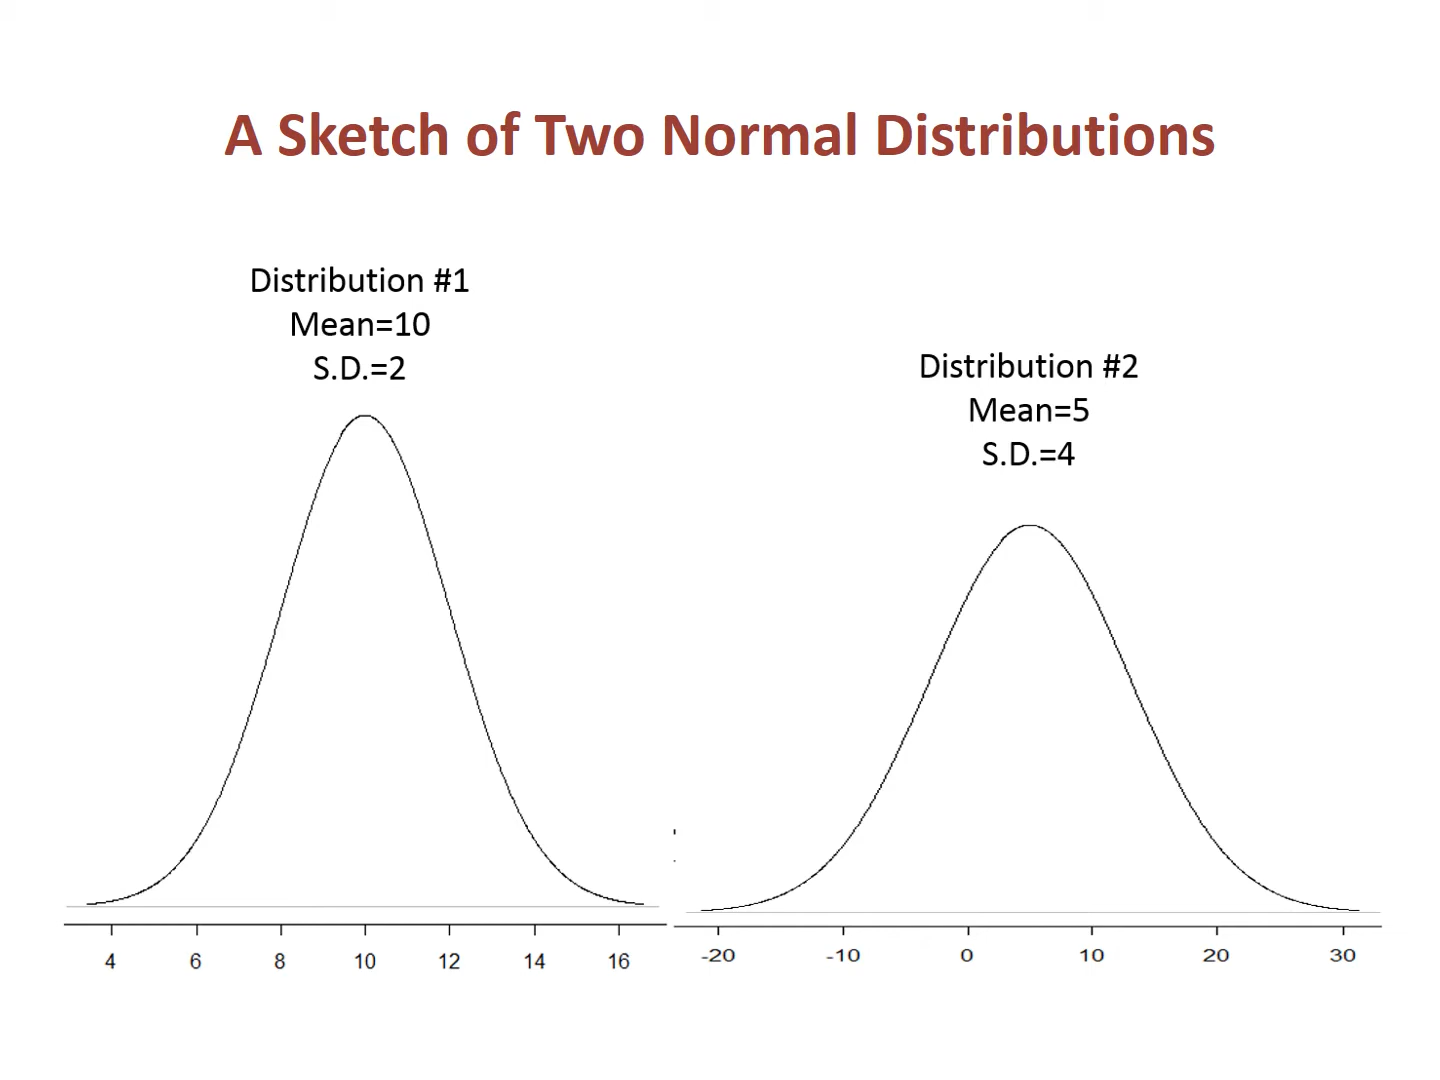 A Sketch of Two Normal Distributions
Distribution #1
Mean=10
S.D.=2
Distribution #2
Mean=5
S.D.=4
4 6 8 10 12 14 16
-20 -10 0 10 20 30